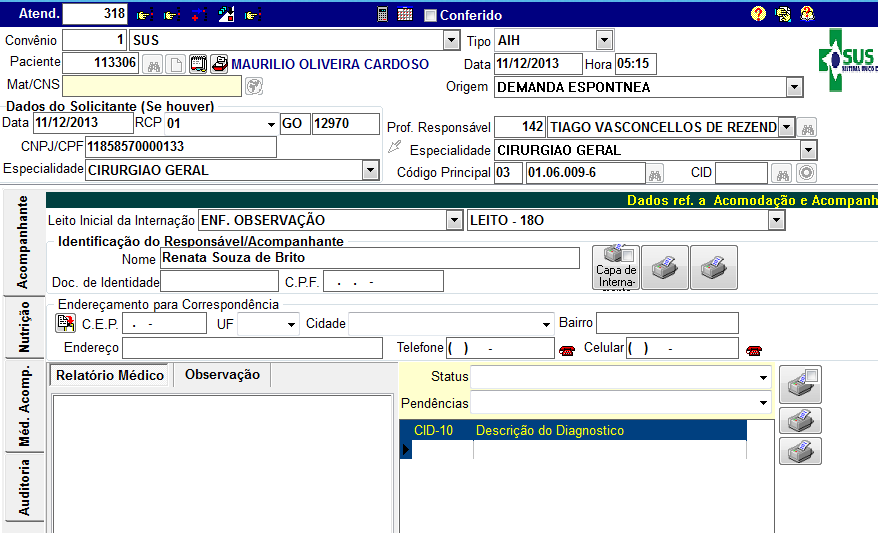 Atend. 318 Conferido
Convênio 1 SUS Tipo AIH
Paciente 113306 MAURILIO OLIVEIRA CARDOSO Data 11/12/2013 Hora 05:15
SUS
Mat/CNS Origem DEMANDA ESPONTNEA
Dados do Solicitante (Se houver)
Data 11/12/2013 RCP 01 GO 12970 Prof. Responsável 142 TIAGO VASCONCELLOS DE REZEND
CNPJ/CPF 11858570000133 Especialidade CIRURGIAO GERAL
Especialidade CIRURGIAO GERAL Código Principal 03 01.06.009-6 CID
Dados ref. a Acomodação e Acompanh
Acompanhante
Leito Inicial da Internação ENF. OBSERVAÇÃO LEITO - 18O
Identificação do Responsável/Acompanhante
Nome Renata Souza de Brito
Capa de
Interna-
Doc. de Identidade C.P.F. . . -
Nutrição
Endereçamento para Correspondência
C.E.P. . - UF Cidade Bairro
Endereço Telefone ( ) - Celular ( ) -
Méd. Acomp.
Relatório Médico Observação Status
Pendências
CID-10 Descrição do Diagnostico
Auditoria